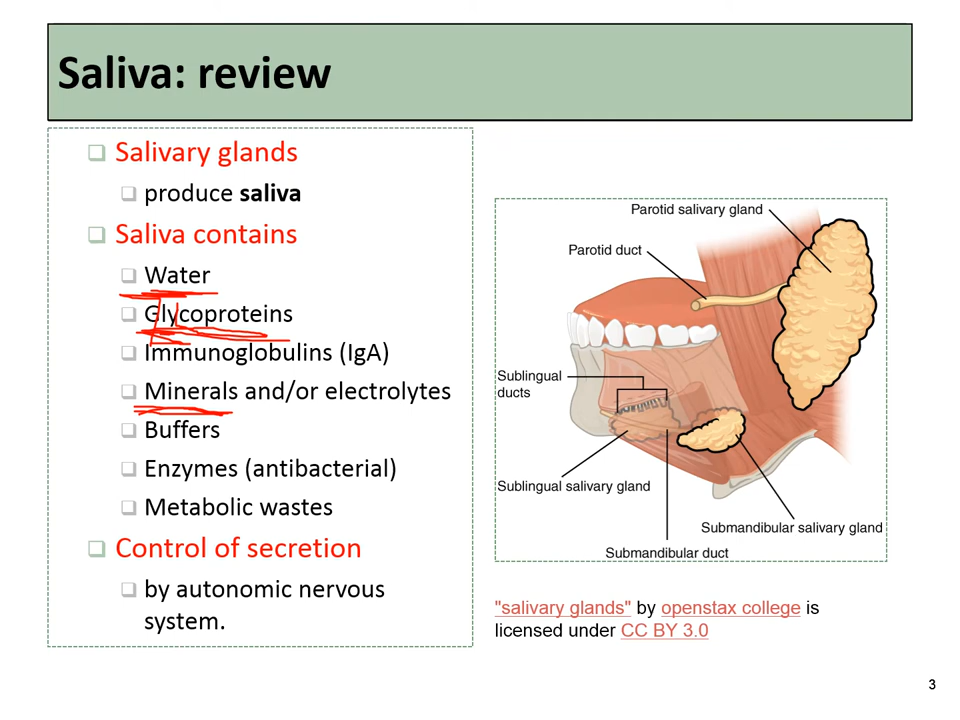 Saliva: review
Salivary glands
produce saliva
Saliva contains
Water
Glycoproteins
Immunoglobulins (IgA)
Minerals and/or electrolytes
Buffers
Enzymes (antibacterial)
Metabolic wastes
Control of secretion
by autonomic nervous
system.
Parotid salivary gland
Parotid duct
Sublingual
ducts
Sublingual salivary gland
Submandibular salivary gland
Submandibular duct
"salivary glands" by openstax college is
licensed under CC BY 3.0
3